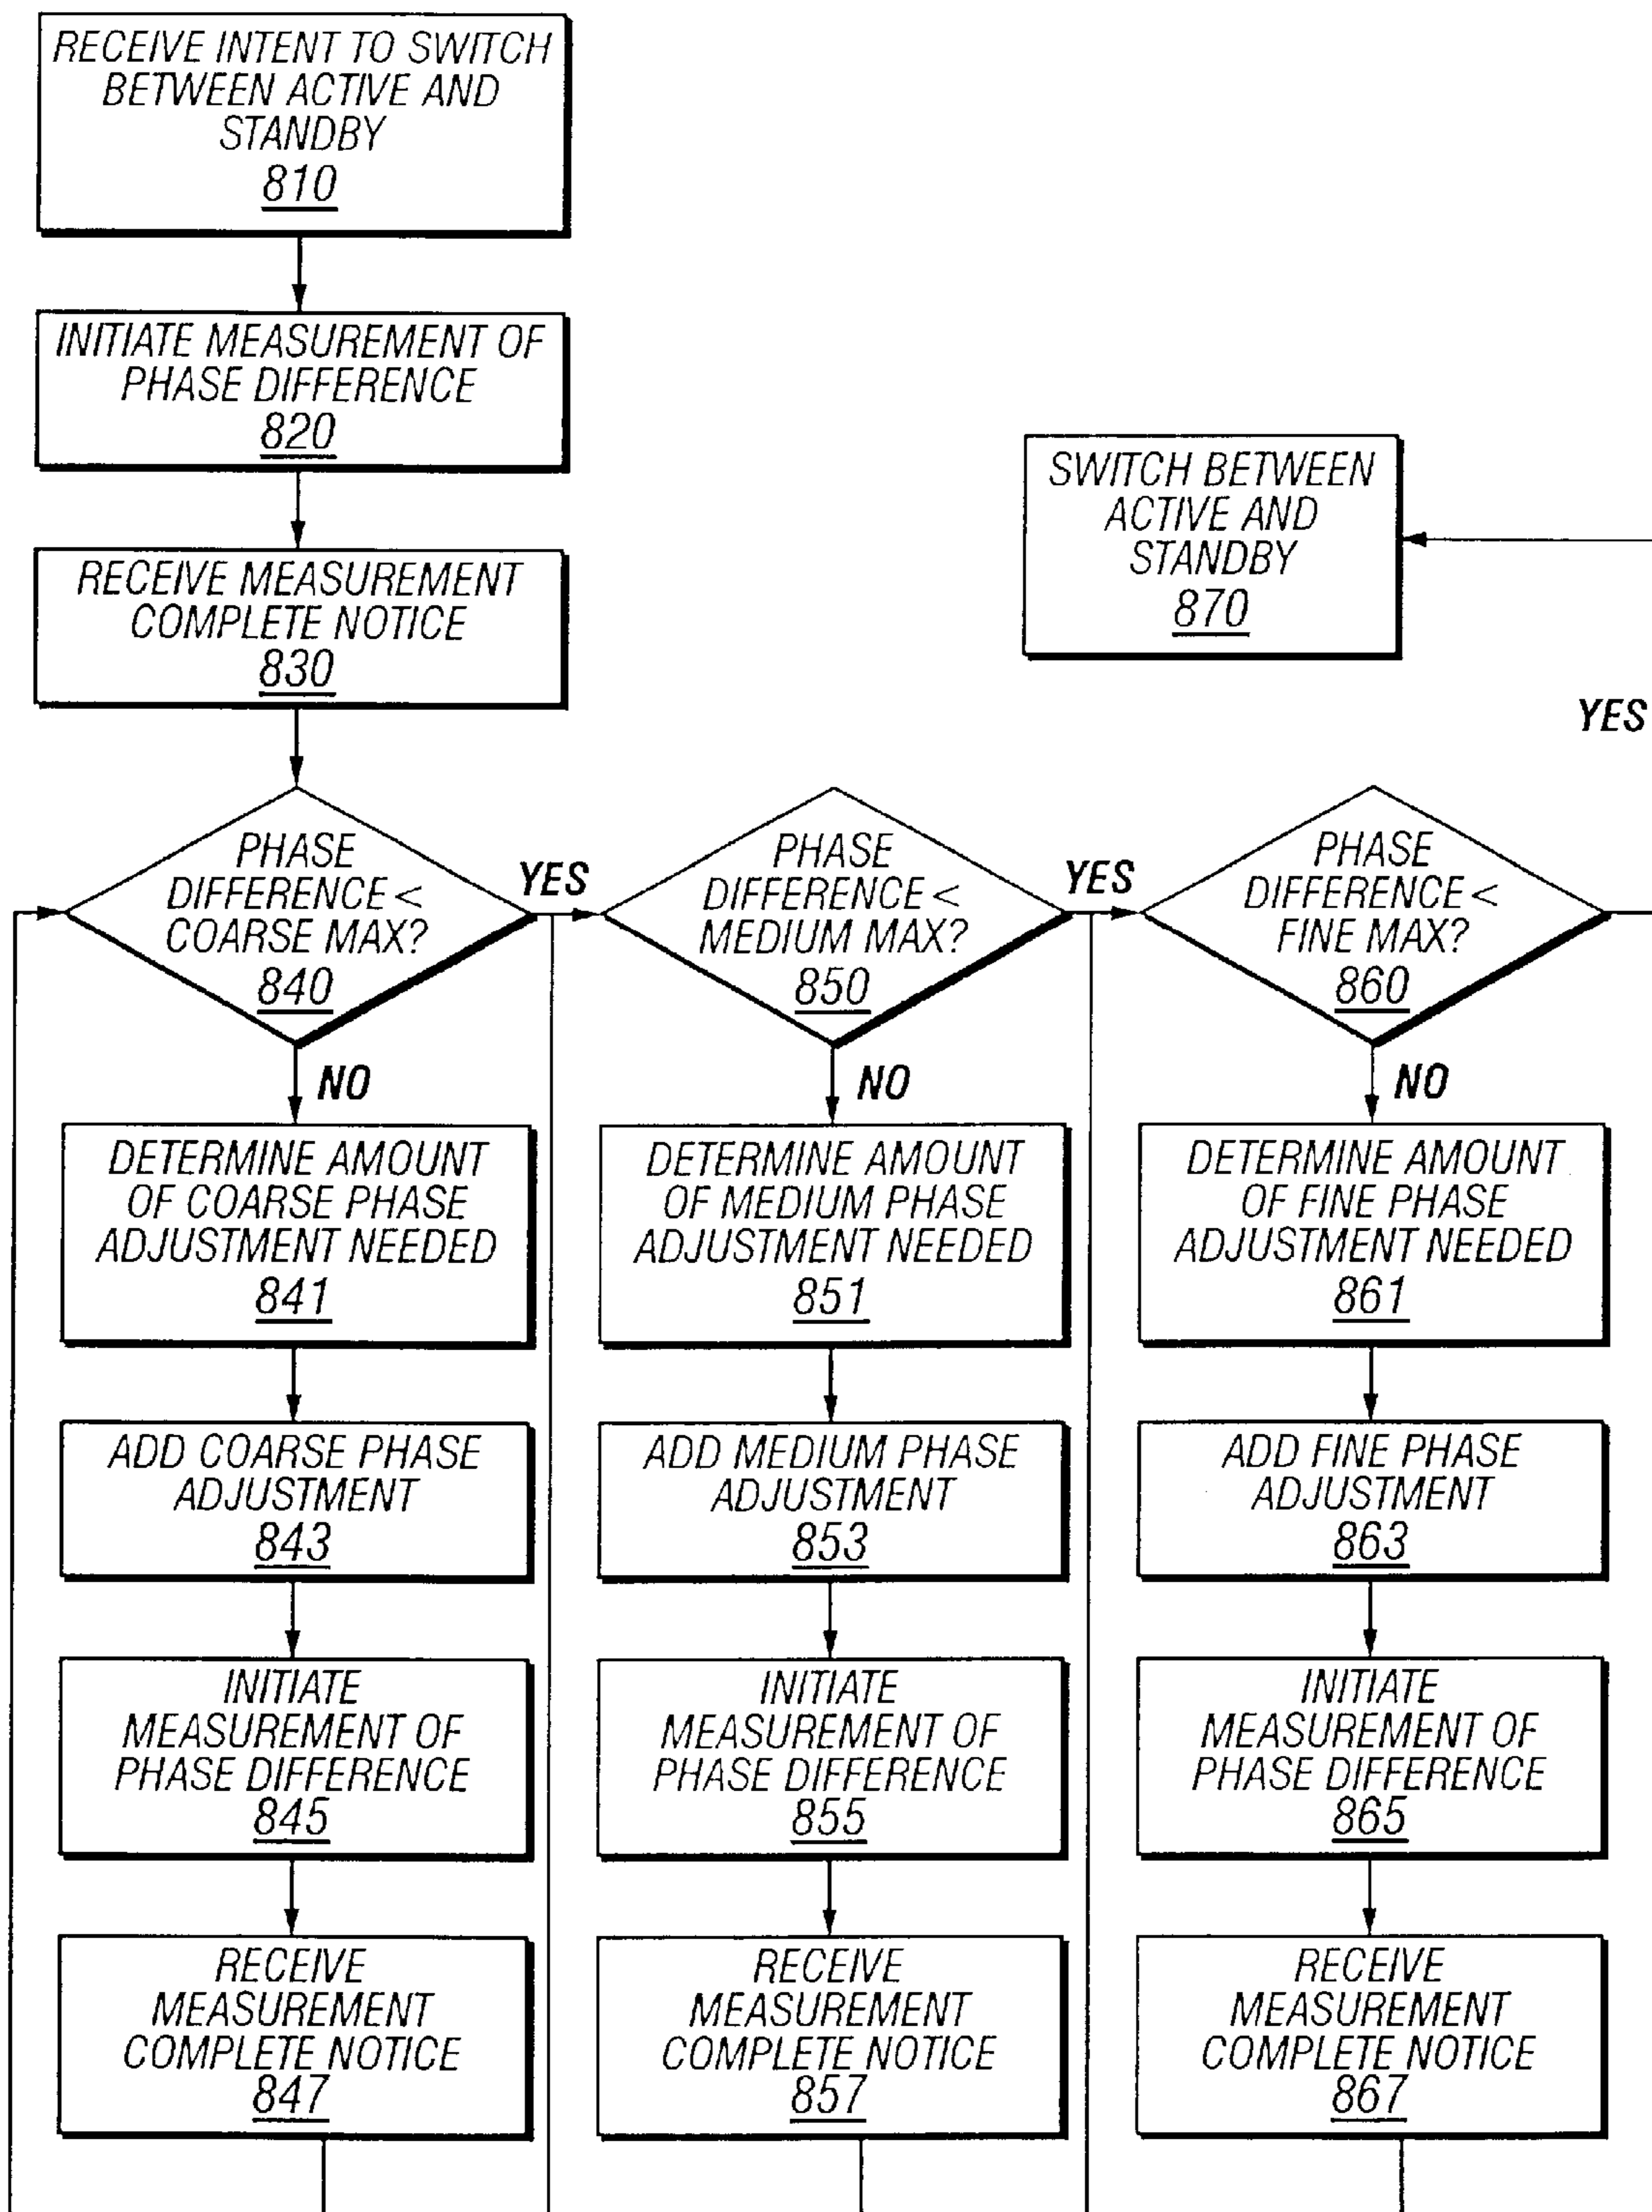 RECEIVE INTENT TO SWITCH
BETWEEN ACTIVE AND
STANDBY
810
INITIATE MEASUREMENT OF
PHASE DIFFERENCE
820
RECEIVE MEASUREMENT
COMPLETE NOTICE
830
SWITCH BETWEEN
ACTIVE AND
STANDBY
870
YES
PHASE
DIFFERENCE <
COARSE MAX?
840
YES
NO
PHASE
DIFFERENCE <
MEDIUM MAX?
850
YES
NO
PHASE
DIFFERENCE <
FINE MAX?
860
NO
DETERMINE AMOUNT
OF COARSE PHASE
ADJUSTMENT NEEDED
841
ADD COARSE PHASE
ADJUSTMENT
843
INITIATE
MEASUREMENT OF
PHASE DIFFERENCE
845
RECEIVE
MEASUREMENT
COMPLETE NOTICE
847
DETERMINE AMOUNT
OF MEDIUM PHASE
ADJUSTMENT NEEDED
851
ADD MEDIUM PHASE
ADJUSTMENT
853
INITIATE
MEASUREMENT OF
PHASE DIFFERENCE
855
RECEIVE
MEASUREMENT
COMPLETE NOTICE
857
DETERMINE AMOUNT
OF FINE PHASE
ADJUSTMENT NEEDED
861
ADD FINE PHASE
ADJUSTMENT
863
INITIATE
MEASUREMENT OF
PHASE DIFFERENCE
865
RECEIVE
MEASUREMENT
COMPLETE NOTICE
867